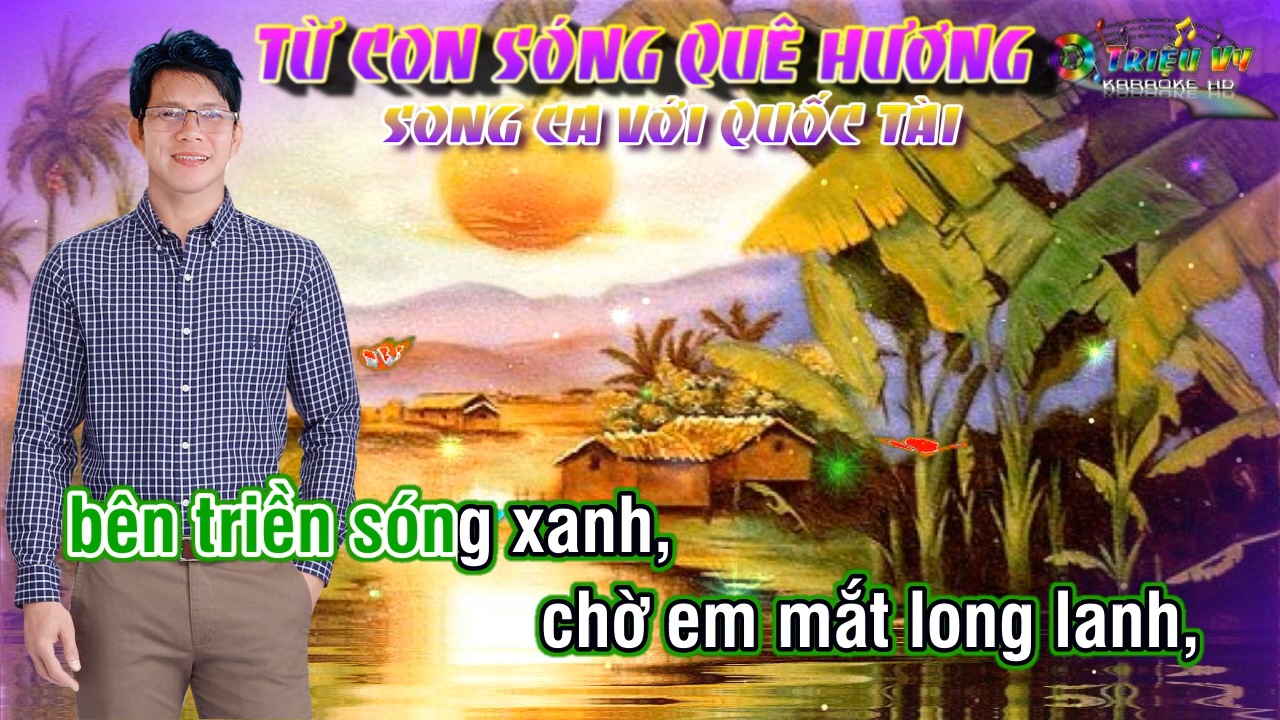 TỪ CON SÓNG QUÊ HƯƠNG
TRIỆU VY
KARAOKE HD
SONG CA VỚI QUỐC TÀI
bên triền sóng xanh,
chờ em mắt long lanh,